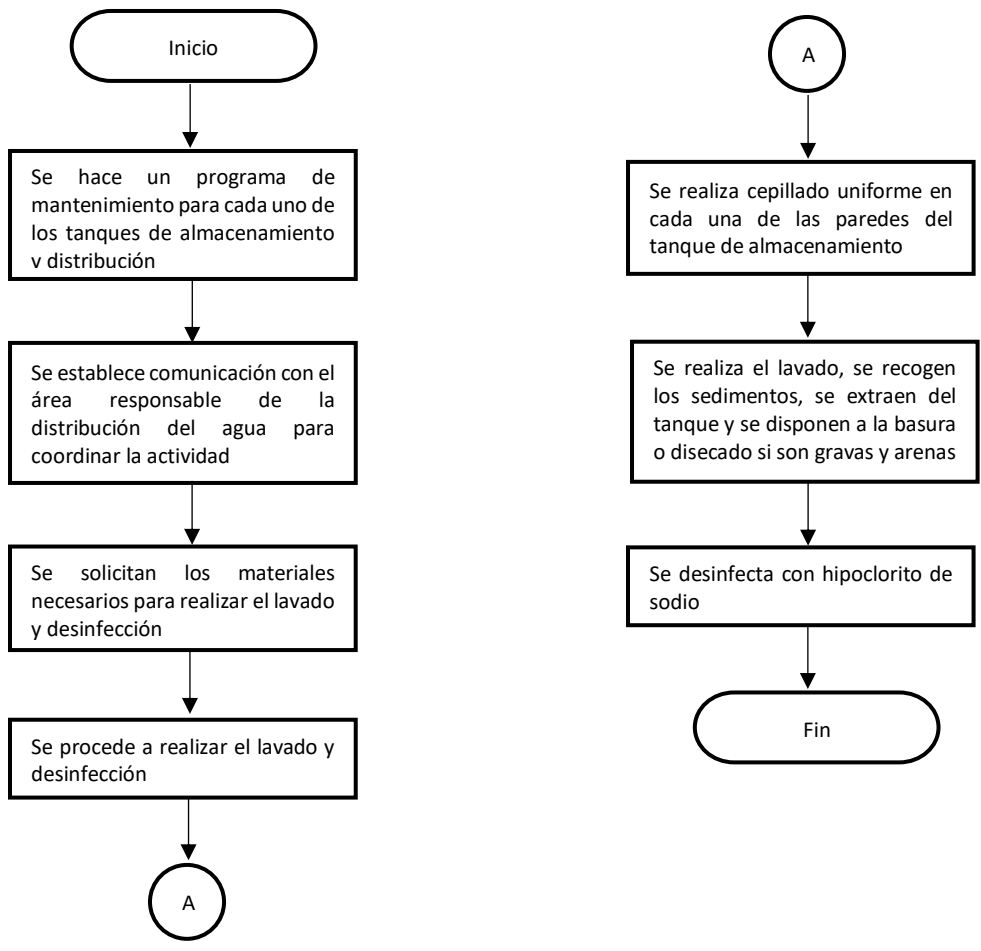 Inicio
Se hace un programa de
mantenimiento para cada uno de
los tanques de almacenamiento
y distribución
Se establece comunicación con el
área responsable de la
distribución del agua para
coordinar la actividad
Se solicitan los materiales
necesarios para realizar el lavado
y desinfección
Se procede a realizar el lavado y
desinfección
A
A
Se realiza cepillado uniforme en
cada una de las paredes del
tanque de almacenamiento
Se realiza el lavado, se recogen
los sedimentos, se extraen del
tanque y se disponen a la basura
o disecado si son gravas y arenas
Se desinfecta con hipoclorito de
sodio
Fin